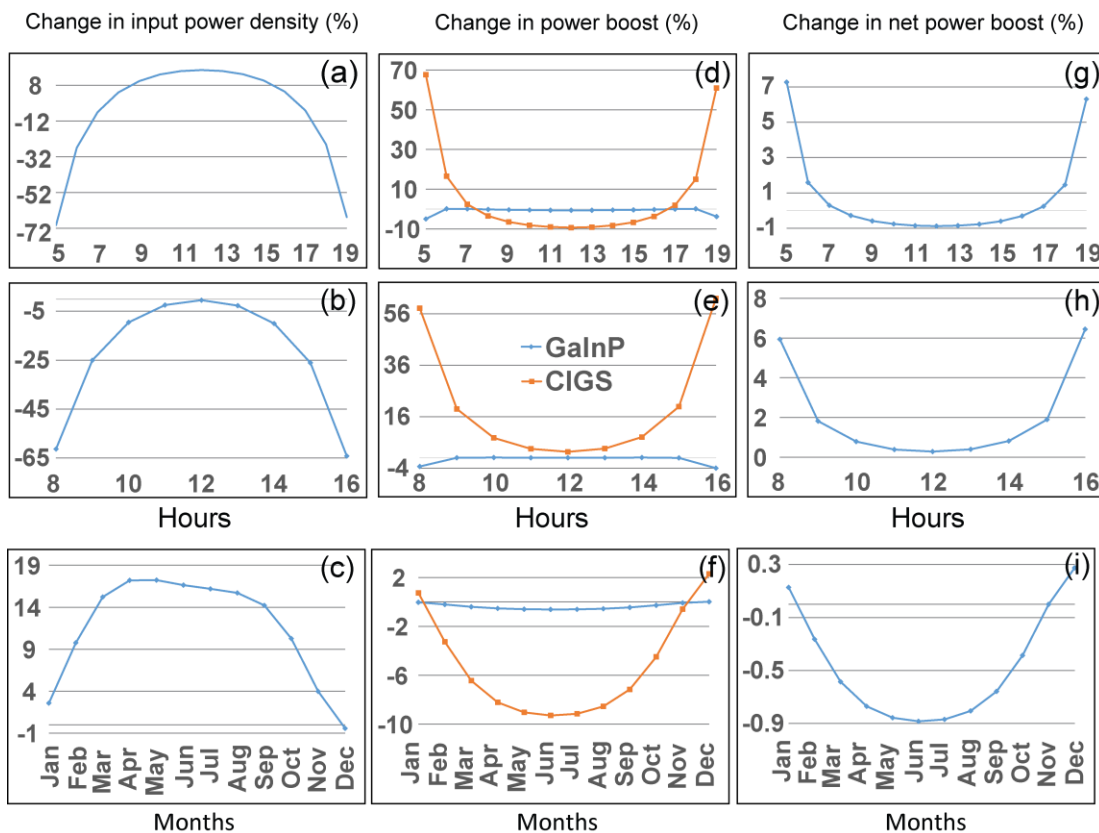 Change in input power density (%)
Change in power boost (%)
Change in net power boost (%)
(a)
8
-12
-32
-52
-72
5 7 9 11 13 15 17 19
(d)
70
50
30
10
-10
5 7 9 11 13 15 17 19
(g)
7
5
3
1
-1
5 7 9 11 13 15 17 19
(b)
-5
-25
-45
-65
8 10 12 14 16
Hours
(e)
56
36
16
-4
GaInP
CIGS
8 10 12 14 16
Hours
(h)
8
6
4
2
0
8 10 12 14 16
Hours
(c)
19
14
9
4
-1
Jan Feb Mar Apr May Jun Jul Aug Sep Oct Nov Dec
Months
(f)
2
-2
-6
-10
Jan Feb Mar Apr May Jun Jul Aug Sep Oct Nov Dec
Months
(i)
0.3
-0.1
-0.5
-0.9
Jan Feb Mar Apr May Jun Jul Aug Sep Oct Nov Dec
Months